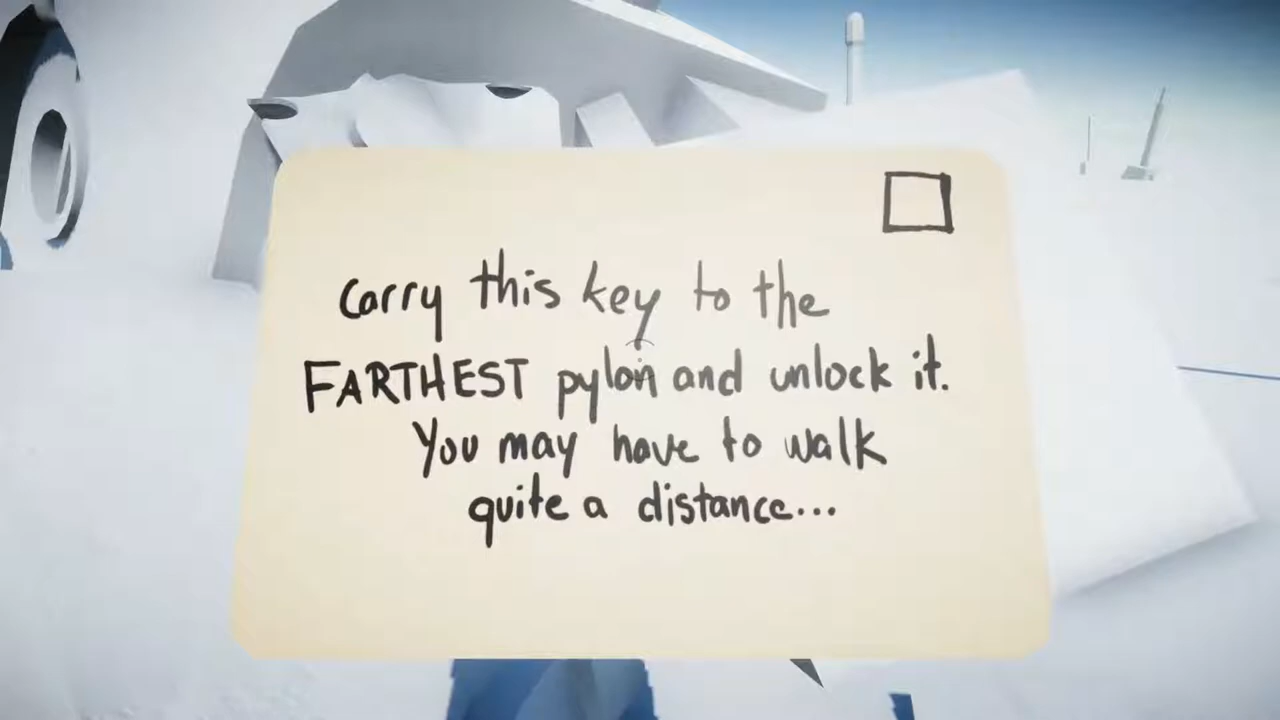 Carry this key to the
FARTHEST pylon and unlock it.
You may have to walk
quite a distance...